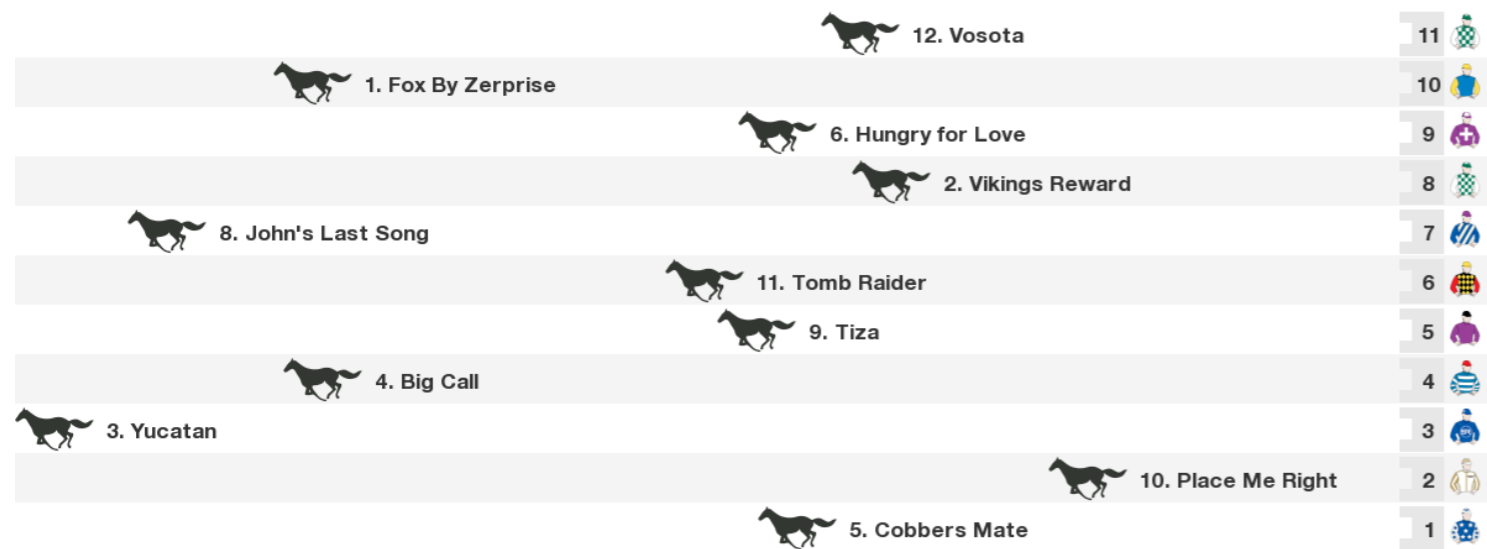 12. Vosota 11
1. Fox By Zerprise 10
6. Hungry for Love 9
2. Vikings Reward 8
8. John's Last Song 7
11. Tomb Raider 6
9. Tiza 5
4. Big Call 4
3. Yucatan 3
10. Place Me Right 2
5. Cobbers Mate 1